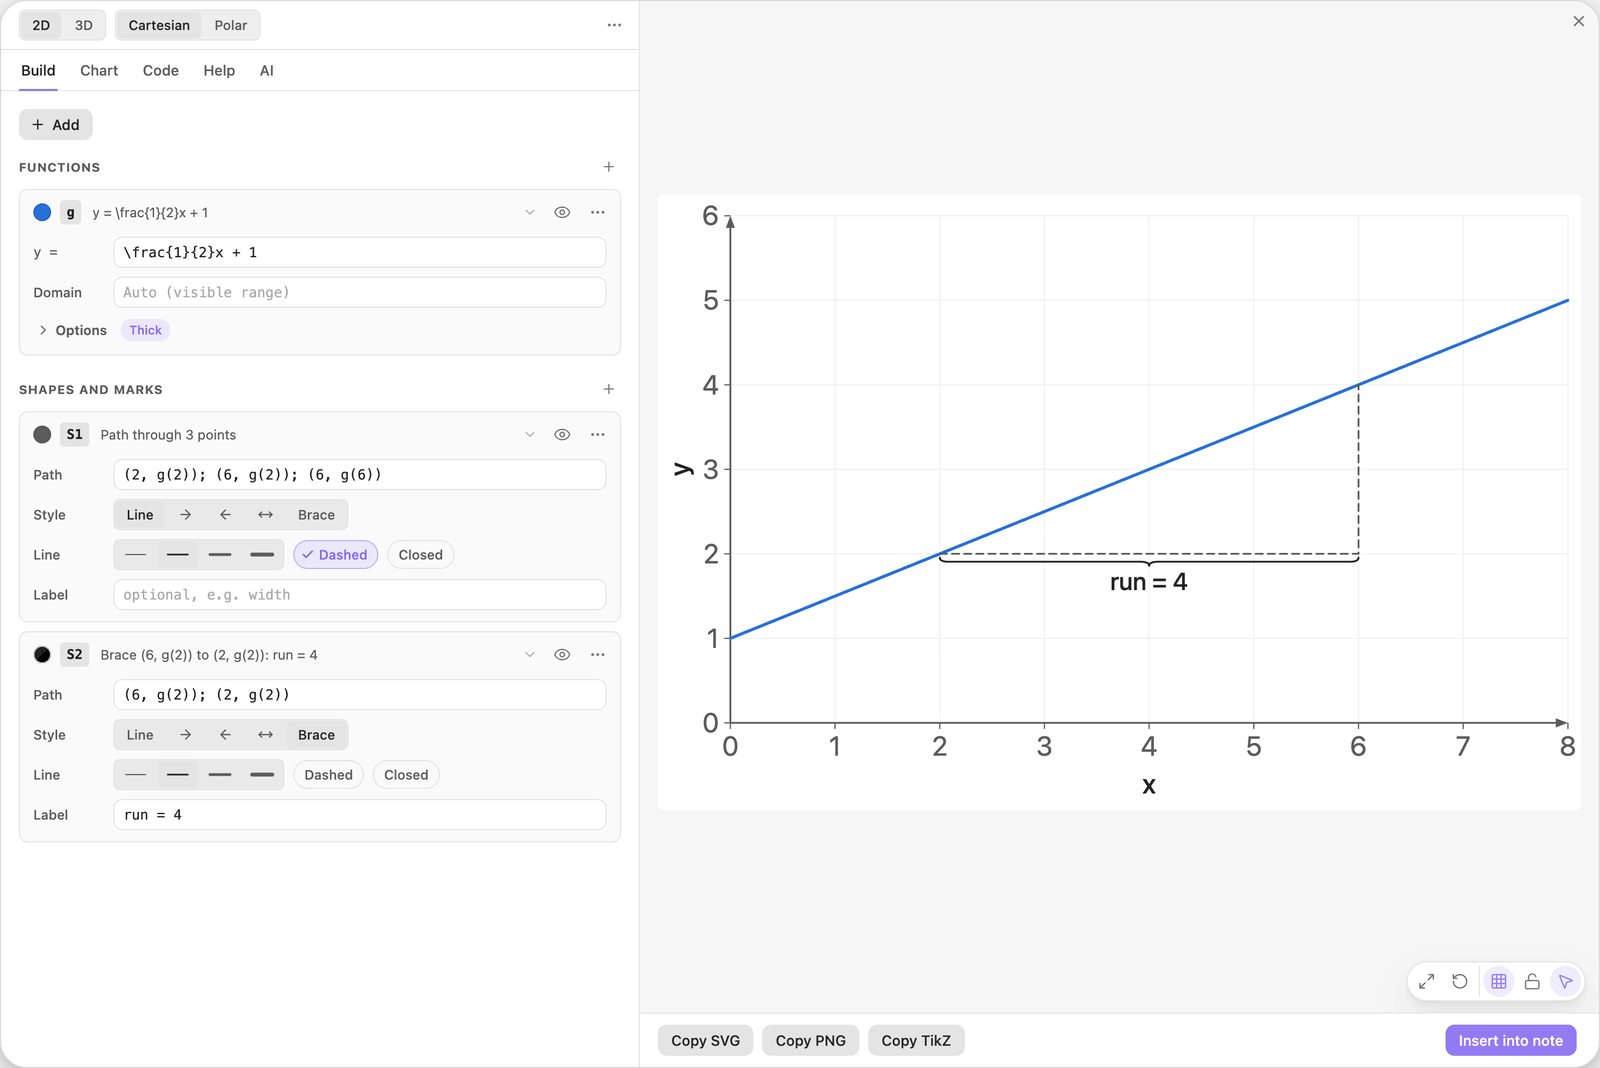 2D 3D Cartesian Polar
Build Chart Code Help AI
+ Add
FUNCTIONS
g y = \frac{1}{2}x + 1
y = \frac{1}{2}x + 1
Domain Auto (visible range)
Options Thick
SHAPES AND MARKS
S1 Path through 3 points
Path (2, g(2)); (6, g(2)); (6, g(6))
Style Line → ← ↔ Brace
Line Dashed Closed
Label optional, e.g. width
S2 Brace (6, g(2)) to (2, g(2)): run = 4
Path (6, g(2)); (2, g(2))
Style Line → ← ↔ Brace
Line Dashed Closed
Label run = 4
6
5
4
y
3
2
run = 4
1
0
0 1 2 3 4 5 6 7 8
x
Copy SVG Copy PNG Copy TikZ Insert into note